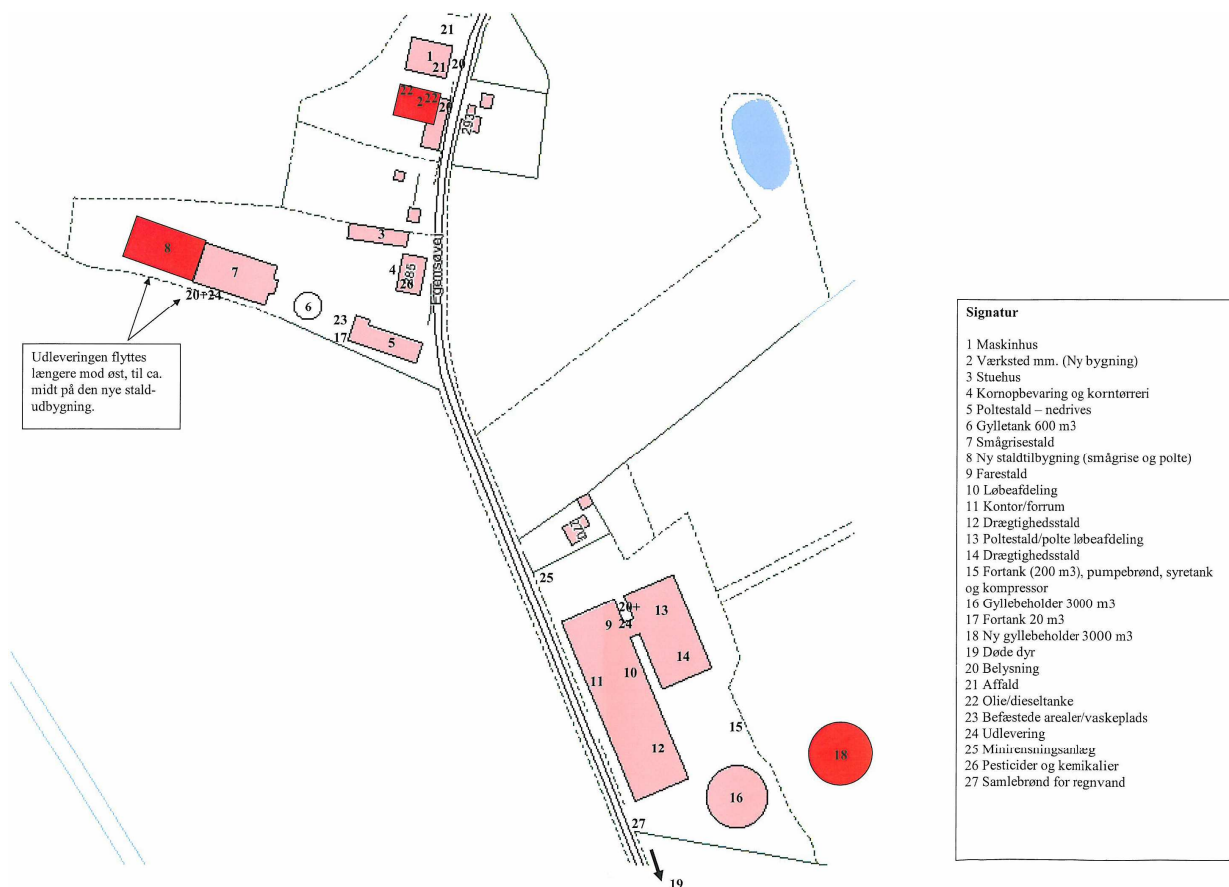 21
1
21
20
22
2
22
20
293
3
Egemsøvej
8
7
4
285
26
20+24
6
23
17
5
Udleveringen flyttes
længere mod øst, til ca.
midt på den nye stald-
udbygning.
25
20+
13
9
24
14
10
11
15
12
18
16
27
19
Signatur
1 Maskinhus
2 Værksted mm. (Ny bygning)
3 Stuehus
4 Kornopbevaring og korntørreri
5 Poltestald – nedrives
6 Gylletank 600 m3
7 Smågrisestald
8 Ny staldtilbygning (smågrise og polte)
9 Farestald
10 Løbeafdeling
11 Kontor/forrum
12 Drægtighedsstald
13 Poltestald/polte løbeafdeling
14 Drægtighedsstald
15 Fortank (200 m3), pumpebrønd, syretank
og kompressor
16 Gyllebeholder 3000 m3
17 Fortank 20 m3
18 Ny gyllebeholder 3000 m3
19 Døde dyr
20 Belysning
21 Affald
22 Olie/dieseltanke
23 Befæstede arealer/vaskeplads
24 Udlevering
25 Minirensningsanlæg
26 Pesticider og kemikalier
27 Samlebrønd for regnvand